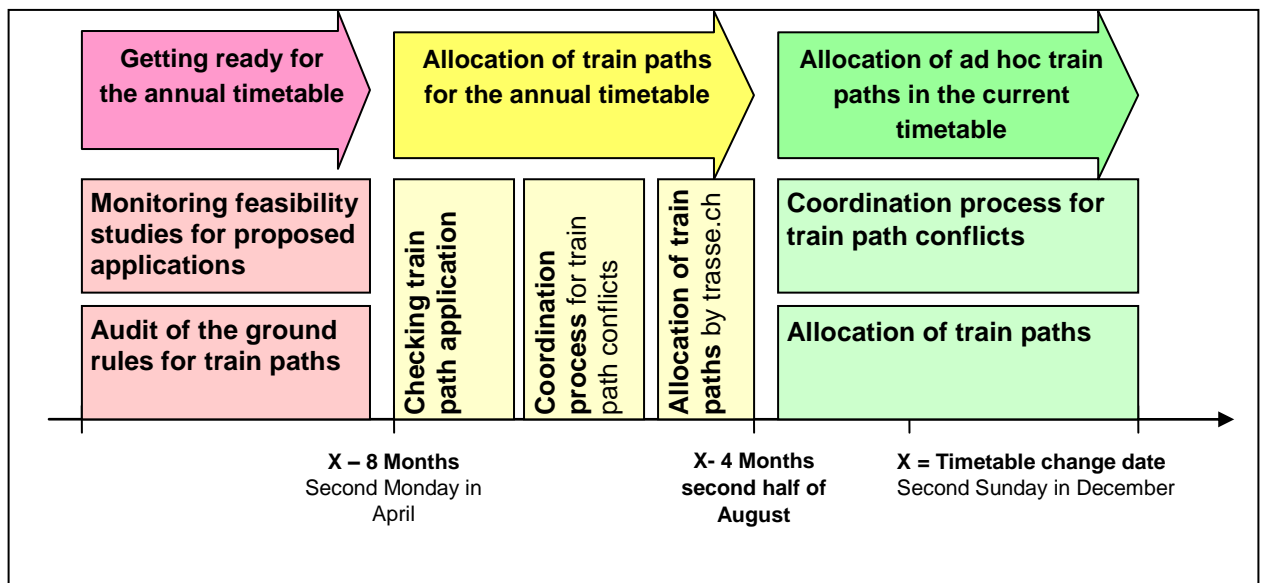 Getting ready for
the annual timetable
Allocation of train paths
for the annual timetable
Allocation of ad hoc train
paths in the current
timetable
Monitoring feasibility
studies for proposed
applications
Audit of the ground
rules for train paths
Checking train
path application
Coordination
process for train
path conflicts
Allocation of train
paths by trasse.ch
Coordination process for
train path conflicts
Allocation of train paths
X – 8 Months
Second Monday in
April
X- 4 Months
second half of
August
X = Timetable change date
Second Sunday in December